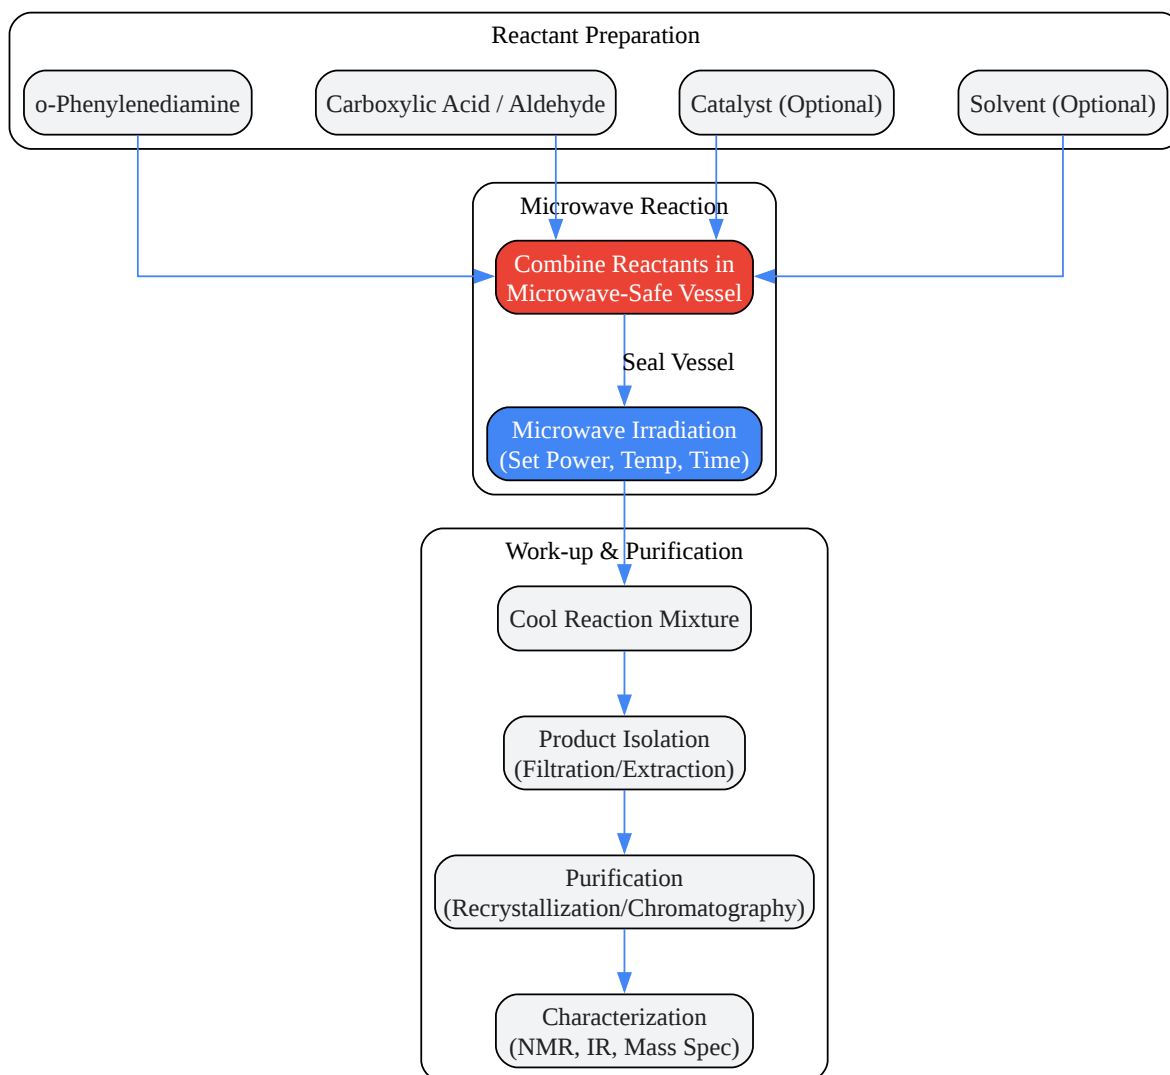 Reactant Preparation
o-Phenylenediamine
Carboxylic Acid / Aldehyde
Catalyst (Optional)
Solvent (Optional)
Microwave Reaction
Combine Reactants in
Microwave-Safe Vessel
Seal Vessel
Microwave Irradiation
(Set Power, Temp, Time)
Work-up & Purification
Cool Reaction Mixture
Product Isolation
(Filtration/Extraction)
Purification
(Recrystallization/Chromatography)
Characterization
(NMR, IR, Mass Spec)